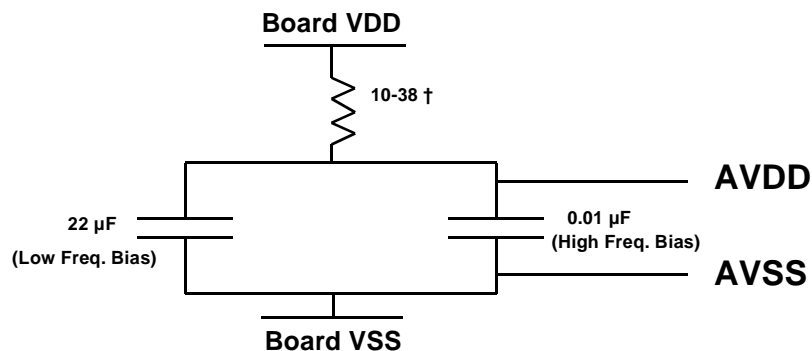 Board VDD
10-38 †
AVDD
22 µF
(Low Freq. Bias)
0.01 µF
(High Freq. Bias)
AVSS
Board VSS